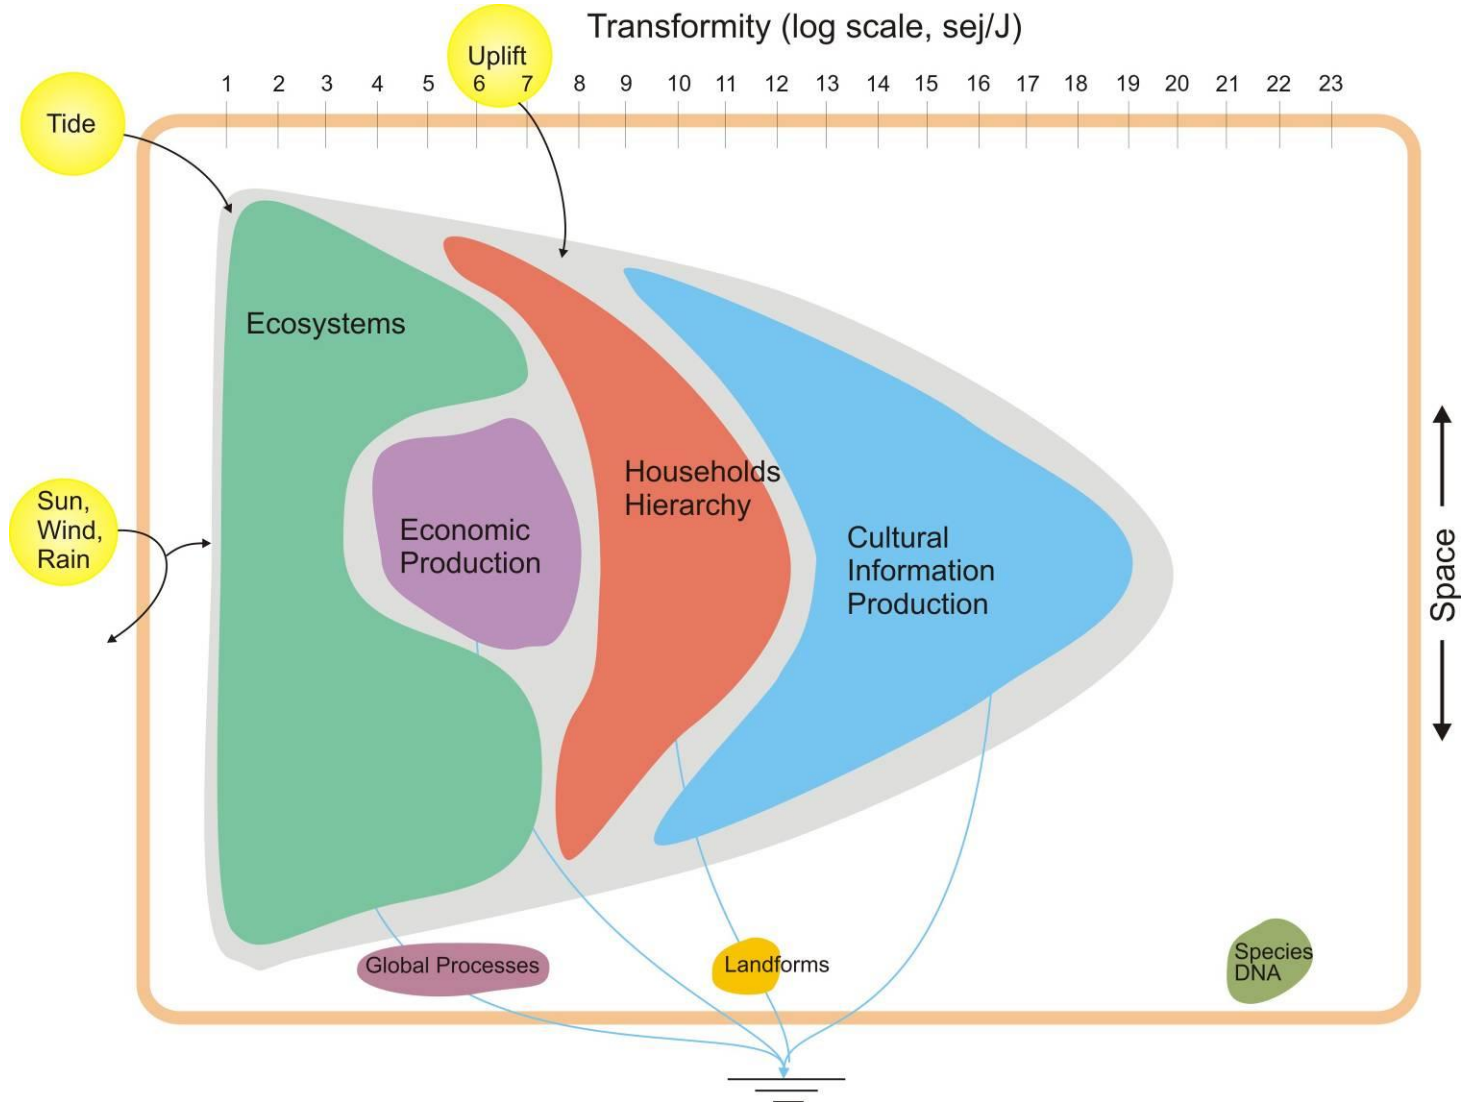 Transformity (log scale, sej/J)
Uplift
1 2 3 4 5 6 7 8 9 10 11 12 13 14 15 16 17 18 19 20 21 22 23
Tide
Ecosystems
Households
Hierarchy
Sun,
Wind,
Rain
Economic
Production
Cultural
Information
Production
Space
Global Processes
Landforms
Species
DNA